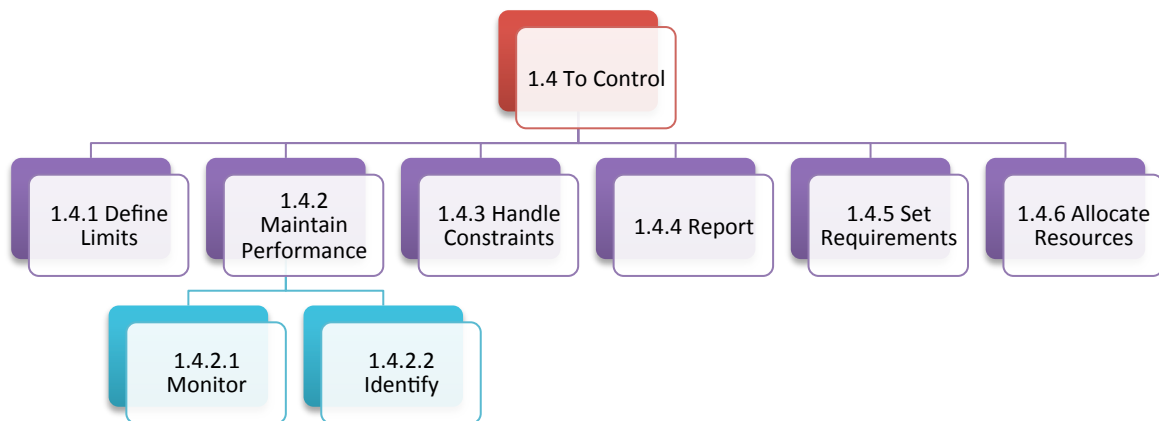 1.4 To Control
1.4.1 Define
Limits
1.4.2
Maintain
Performance
1.4.3 Handle
Constraints
1.4.4 Report
1.4.5 Set
Requirements
1.4.6 Allocate
Resources
1.4.2.1
Monitor
1.4.2.2
Identify